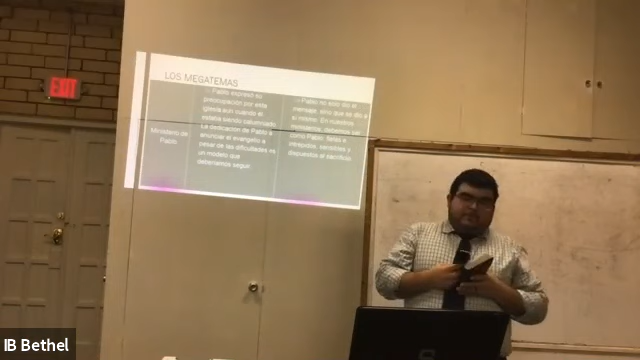 EXIT
LOS MEGATEMAS
Ministerio de
Pablo
Pablo expresó no
preocupación por esta
iglesia aun cuando él
estaba siendo calumniado.
La dedicación de Pablo a
anunciar el evangelio a
pesar de las dificultades es
un modelo que
deberíamos seguir.
Pablo no sólo dio el
mensaje, sino que se dio a
sí mismo. En nuestros
ministerios, debemos ser
como Pablo: fieles e
intrépidos, sensibles y
dispuestos al sacrificio.
IB Bethel